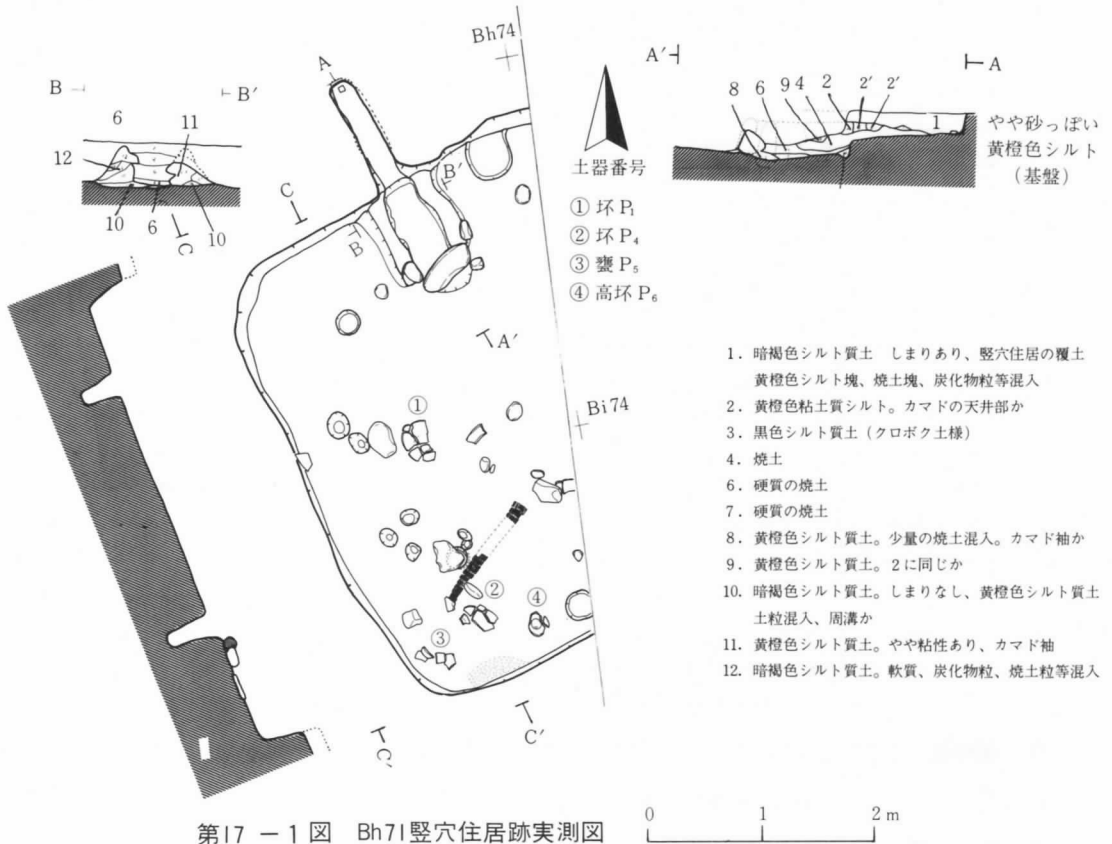 Bh74
A
B
B'
6
11
12
10
6
10
C
C
B'
B
A'
Bi74
①
②
③
④
C'
C'
土器番号
① 坏 P₁
② 坏 P₄
③ 甕 P₅
④ 高坏 P₆
A'
A
8 6 9 4 2 2' 2'
1
やや砂っぽい
黄橙色シルト
(基盤)
1. 暗褐色シルト質土 しまりあり、竪穴住居の覆土
黄橙色シルト塊、焼土塊、炭化物粒等混入
2. 黄橙色粘土質シルト。カマドの天井部か
3. 黒色シルト質土(クロボク土様)
4. 焼土
6. 硬質の焼土
7. 硬質の焼土
8. 黄橙色シルト質土。少量の焼土混入。カマド袖か
9. 黄橙色シルト質土。2に同じか
10. 暗褐色シルト質土。しまりなし、黄橙色シルト質土
土粒混入、周溝か
11. 黄橙色シルト質土。やや粘性あり、カマド袖
12. 暗褐色シルト質土。軟質、炭化物粒、焼土粒等混入
第17-1図 Bh71竪穴住居跡実測図
0 1 2m